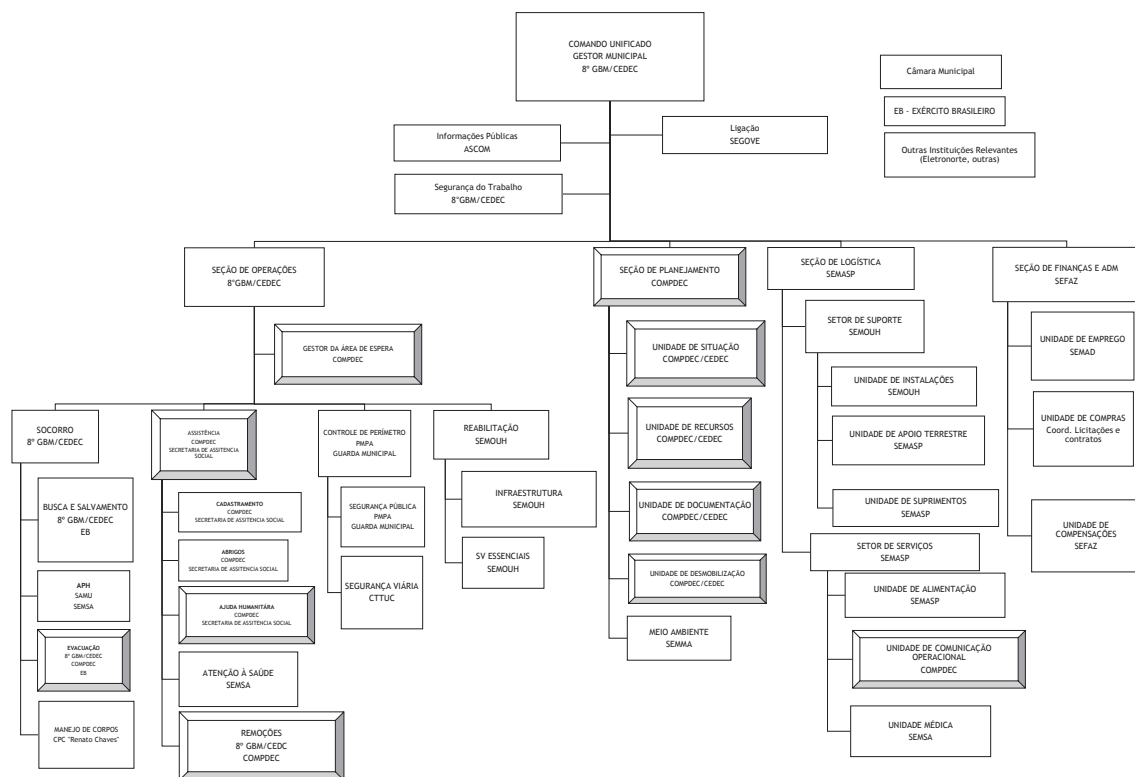 COMANDO UNIFICADO
GESTOR MUNICIPAL
8º GBM/CEDEC
Câmara Municipal
EB - EXÉRCITO BRASILEIRO
Outras Instituições Relevantes
(Eletronorte, outras)
Informações Públicas
ASCOM
Ligação
SEGOVE
Segurança do Trabalho
8°GBM/CEDEC
SEÇÃO DE OPERAÇÕES
8°GBM/CEDEC
GESTOR DA ÁREA DE ESPERA
COMPDEC
SOCORRO
8º GBM/CEDEC
BUSCA E SALVAMENTO
8º GBM/CEDEC
EB
APH
SAMU
SEMSA
EVACUAÇÃO
8º GBM/CEDEC
COMPDEC
EB
MANEJO DE CORPOS
CPC "Renato Chaves"
ASSISTÊNCIA
COMPDEC
SECRETARIA DE ASSITENCIA
SOCIAL
CADASTRAMENTO
COMPDEC
SECRETARIA DE ASSITENCIA SOCIAL
ABRIGOS
COMPDEC
SECRETARIA DE ASSITENCIA SOCIAL
AJUDA HUMANITÁRA
COMPDEC
SECRETARIA DE ASSITENCIA SOCIAL
ATENÇÃO À SAÚDE
SEMSA
REMOÇÕES
8º GBM/CEDC
COMPDEC
CONTROLE DE PERÍMETRO
PMPA
GUARDA MUNICIPAL
SEGURANÇA PÚBLICA
PMPA
GUARDA MUNICIPAL
SEGURANÇA VIÁRIA
CTTUC
REABILITAÇÃO
SEMOUH
INFRAESTRUTURA
SEMOUH
SV ESSENCIAIS
SEMOUH
SEÇÃO DE PLANEJAMENTO
COMPDEC
UNIDADE DE SITUAÇÃO
COMPDEC/CEDEC
UNIDADE DE RECURSOS
COMPDEC/CEDEC
UNIDADE DE DOCUMENTAÇÃO
COMPDEC/CEDEC
UNIDADE DE DESMOBILIZAÇÃO
COMPDEC/CEDEC
MEIO AMBIENTE
SEMMA
SEÇÃO DE LOGÍSTICA
SEMASP
SETOR DE SUPORTE
SEMOUH
UNIDADE DE INSTALAÇÕES
SEMOUH
UNIDADE DE APOIO TERRESTRE
SEMASP
UNIDADE DE SUPRIMENTOS
SEMASP
SETOR DE SERVIÇOS
SEMASP
UNIDADE DE ALIMENTAÇÃO
SEMASP
UNIDADE DE COMUNICAÇÃO
OPERACIONAL
COMPDEC
UNIDADE MÉDICA
SEMSA
SEÇÃO DE FINANÇAS E ADM
SEFAZ
UNIDADE DE EMPREGO
SEMAD
UNIDADE DE COMPRAS
Coord. Licitações e
contratos
UNIDADE DE
COMPENSAÇÕES
SEFAZ